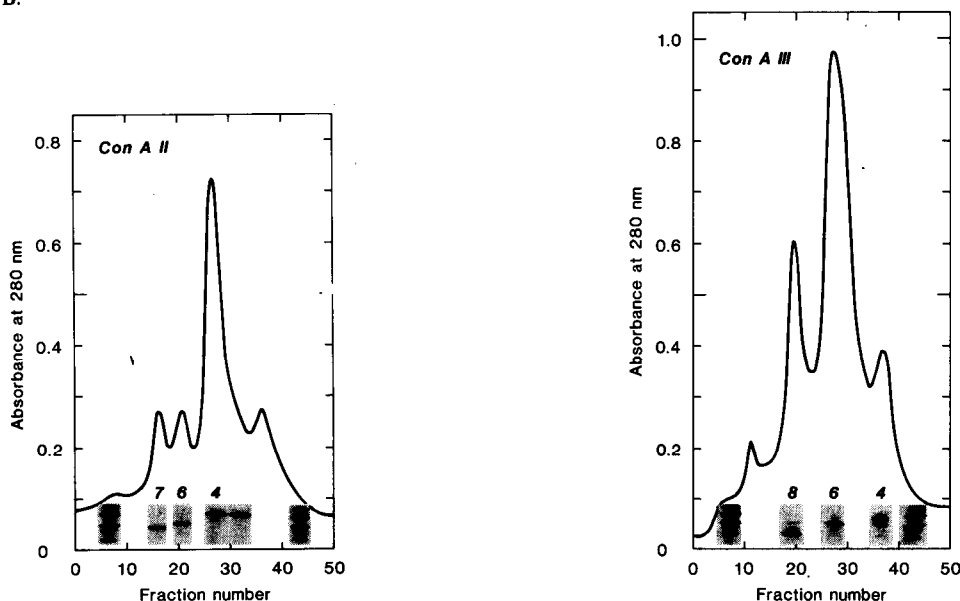 B.
Con A II
Absorbance at 280 nm
0.8
0.6
0.4
0.2
0
7 6 4
0 10 20 30 40 50
Fraction number
Con A III
Absorbance at 280 nm
1.0
0.8
0.6
0.4
0.2
0
8 6 4
0 10 20 30 40 50
Fraction number